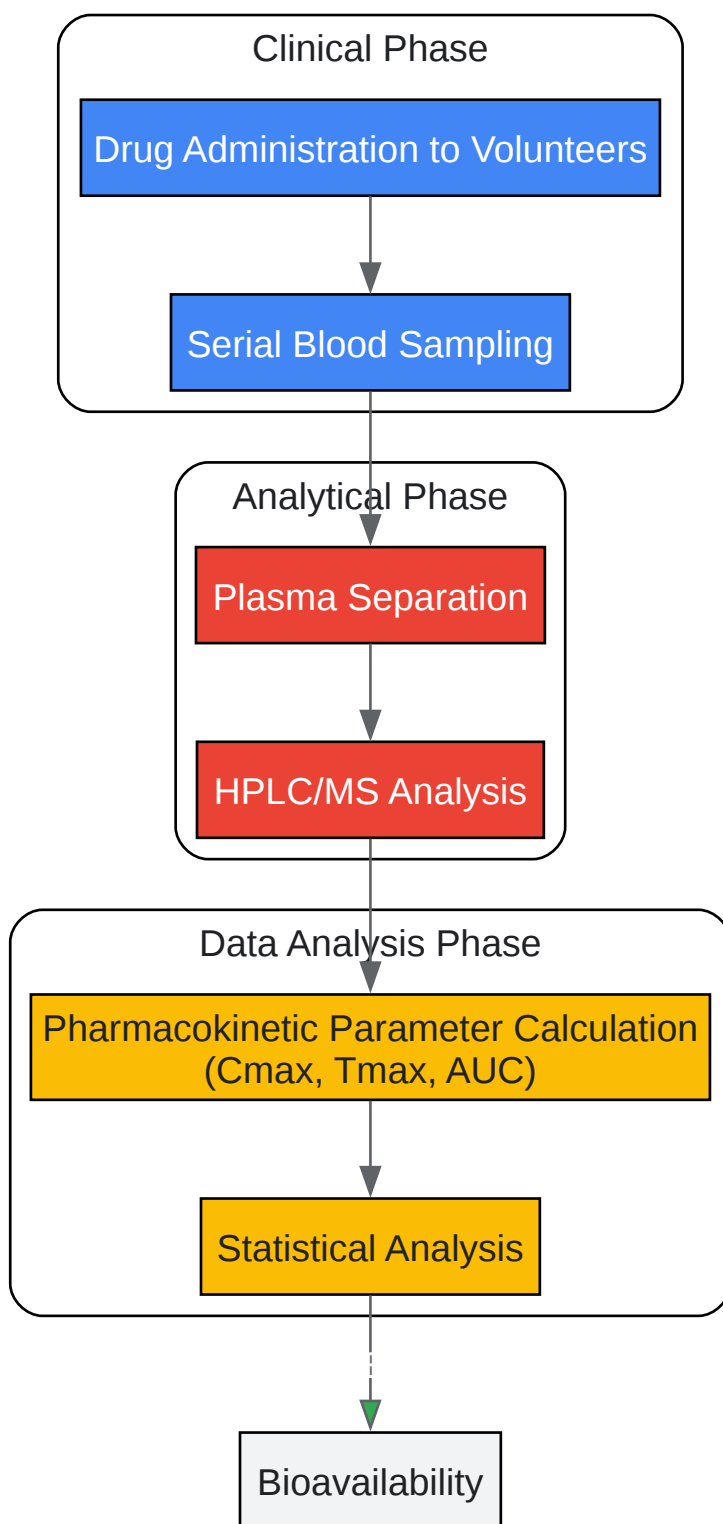 Clinical Phase
Drug Administration to Volunteers
Serial Blood Sampling
Analytical Phase
Plasma Separation
HPLC/MS Analysis
Data Analysis Phase
Pharmacokinetic Parameter Calculation
(Cmax, Tmax, AUC)
Statistical Analysis
Bioavailability